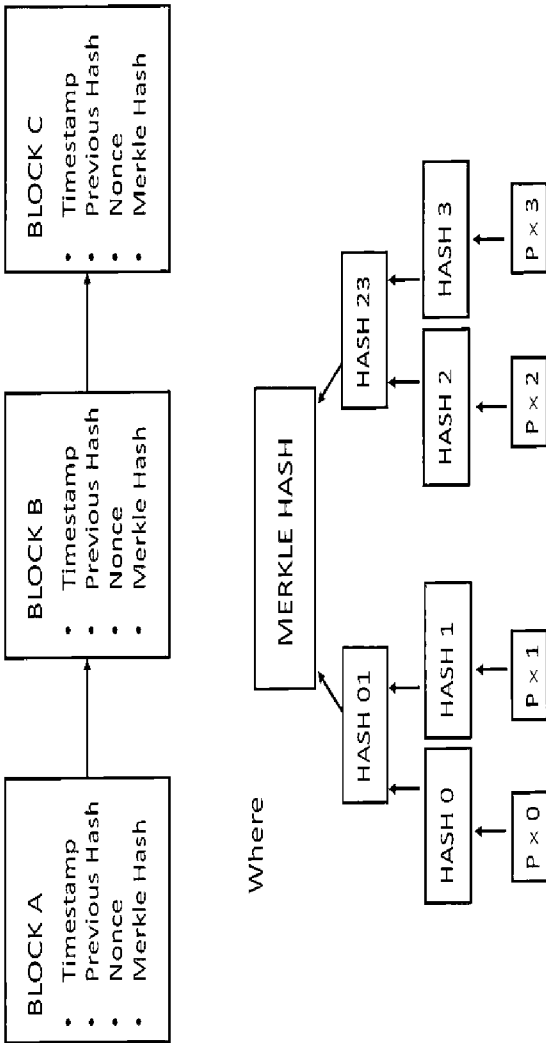 BLOCK A
• Timestamp
• Previous Hash
• Nonce
• Merkle Hash
BLOCK B
• Timestamp
• Previous Hash
• Nonce
• Merkle Hash
BLOCK C
• Timestamp
• Previous Hash
• Nonce
• Merkle Hash
Where
MERKLE HASH
HASH 01
HASH 23
HASH 0
HASH 1
HASH 2
HASH 3
P × 0
P × 1
P × 2
P × 3